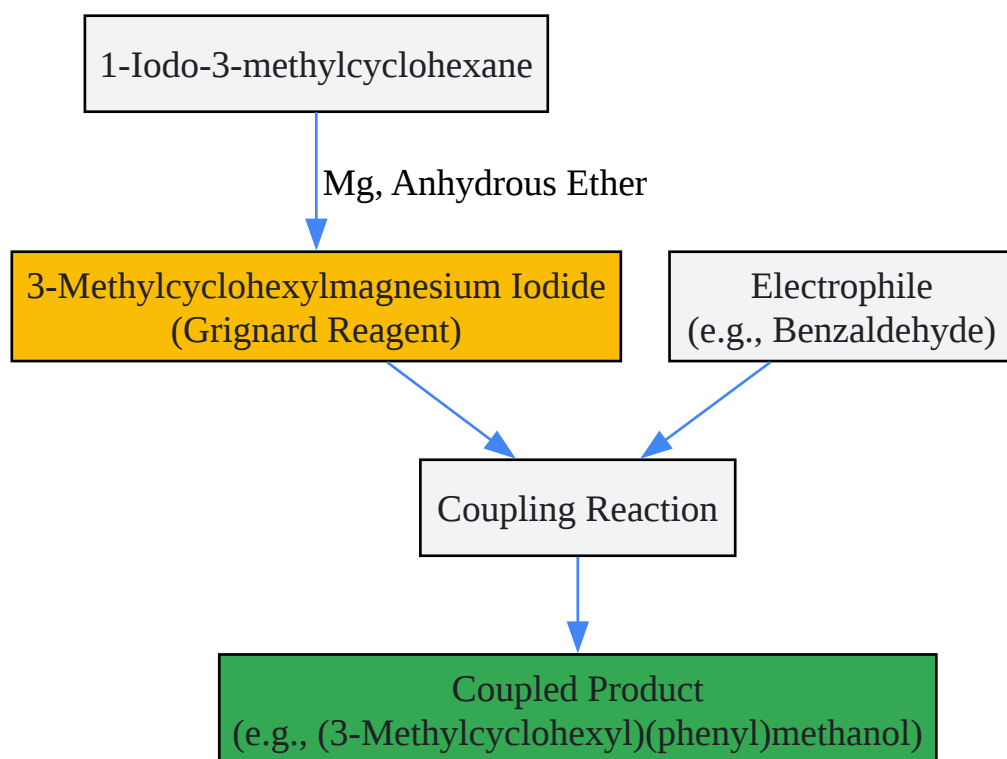 1-Iodo-3-methylcyclohexane
Mg, Anhydrous Ether
3-Methylcyclohexylmagnesium Iodide
(Grignard Reagent)
Electrophile
(e.g., Benzaldehyde)
Coupling Reaction
Coupled Product
(e.g., (3-Methylcyclohexyl)(phenyl)methanol)